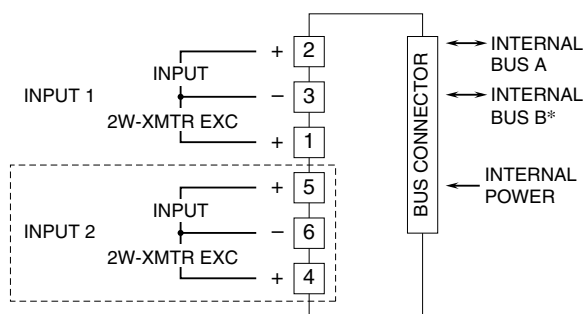 INPUT 1
INPUT
2W-XMTR EXC
+ 2
− 3
+ 1
INPUT 2
INPUT
2W-XMTR EXC
+ 5
− 6
+ 4
BUS CONNECTOR
INTERNAL
BUS A
INTERNAL
BUS B*
INTERNAL
POWER